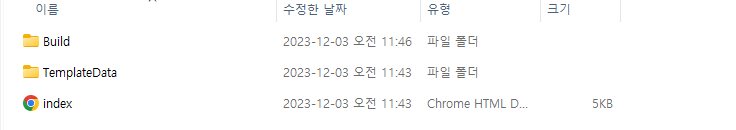 이름 수정한 날짜 유형 크기
Build 2023-12-03 오전 11:46 파일 폴더
TemplateData 2023-12-03 오전 11:43 파일 폴더
index 2023-12-03 오전 11:43 Chrome HTML D... 5KB